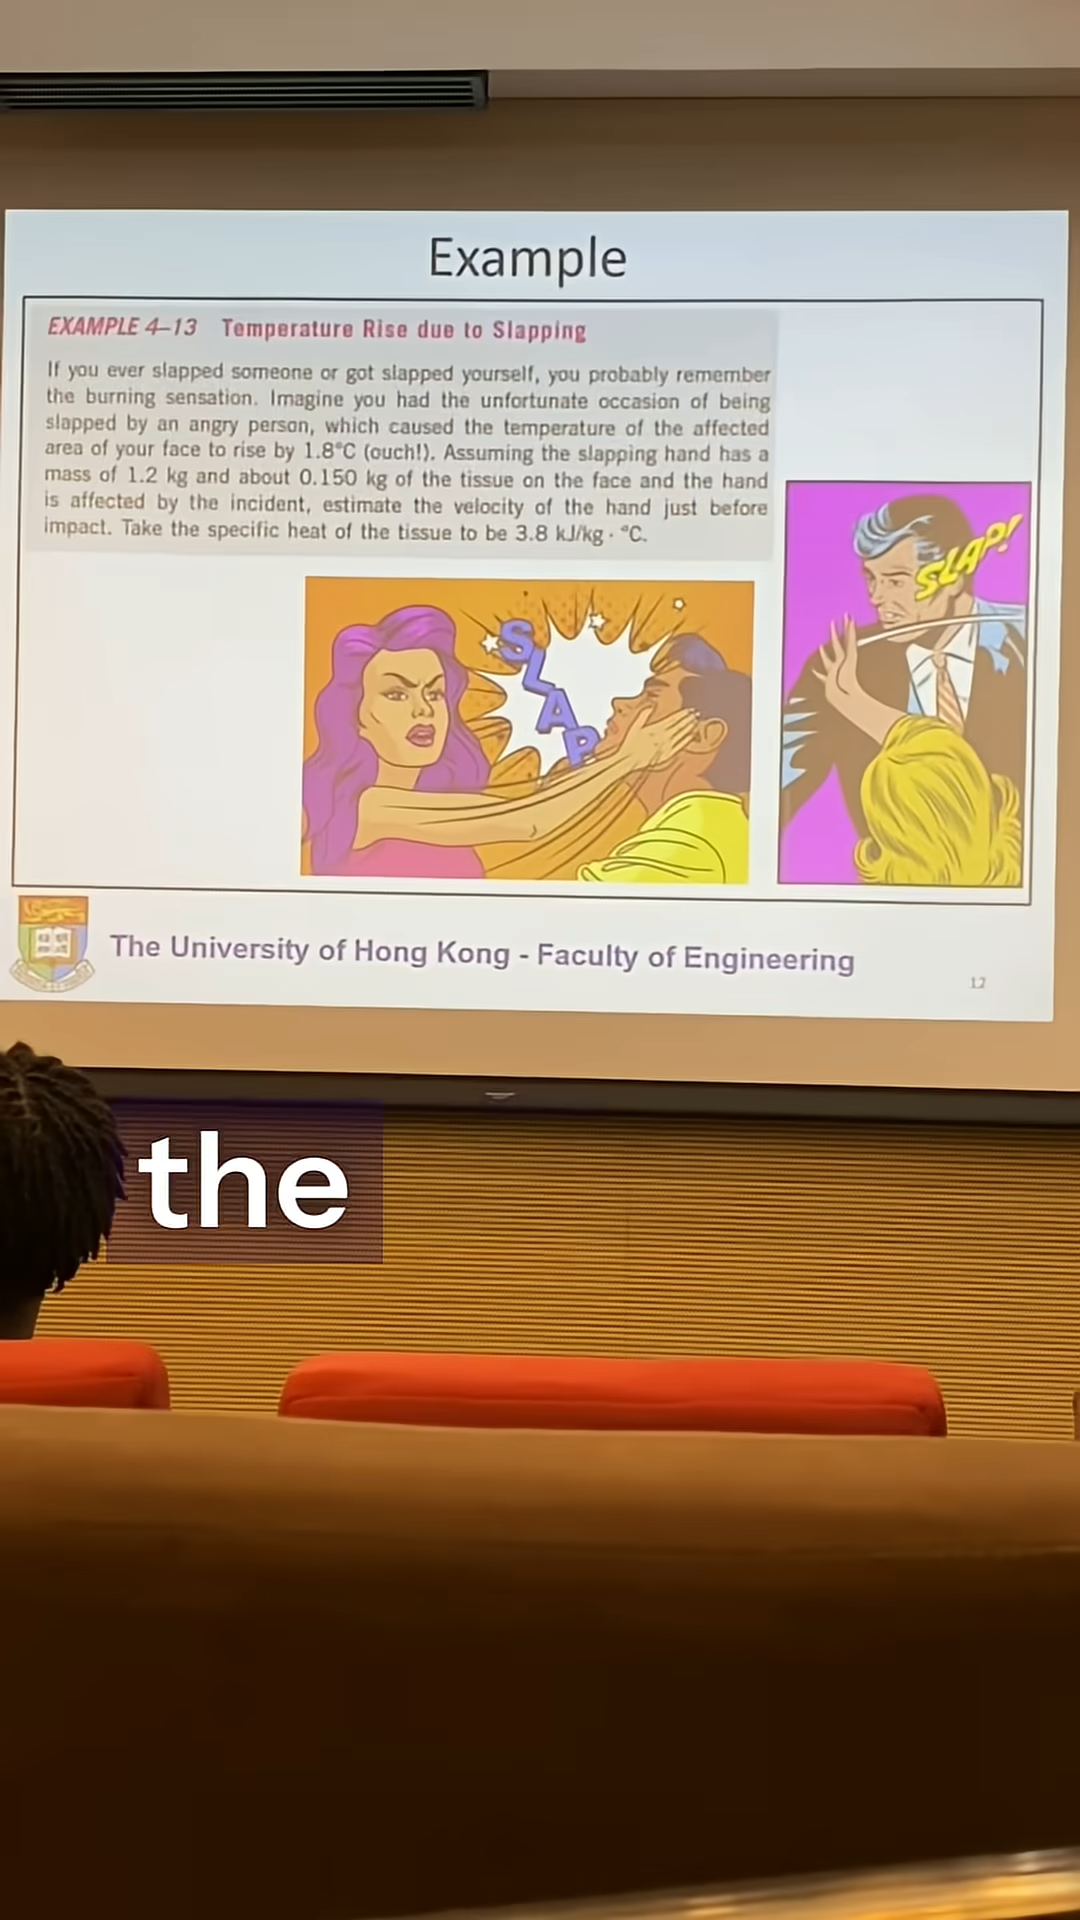 Example
EXAMPLE 4–13 Temperature Rise due to Slapping
If you ever slapped someone or got slapped yourself, you probably remember
the burning sensation. Imagine you had the unfortunate occasion of being
slapped by an angry person, which caused the temperature of the affected
area of your face to rise by 1.8°C (ouch!). Assuming the slapping hand has a
mass of 1.2 kg and about 0.150 kg of the tissue on the face and the hand
is affected by the incident, estimate the velocity of the hand just before
impact. Take the specific heat of the tissue to be 3.8 kJ/kg · °C.
SLAP!
SLAP
The University of Hong Kong - Faculty of Engineering
12
the